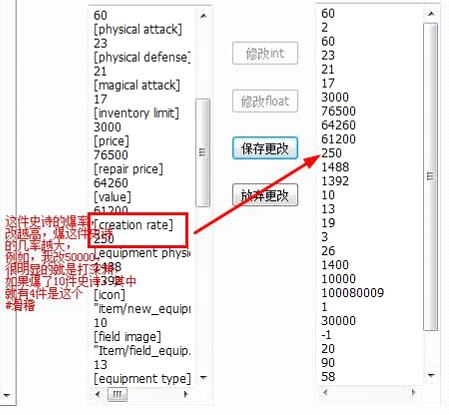 60
[physical attack]
23
[physical defense]
21
[magical attack]
17
[inventory limit]
3000
[price]
76500
[repair price]
64260
[value]
61200
[creation rate]
250
[equipment physi
1488
1392
[icon]
"item/new_equipm
10
[field image]
"Item/field_equip.
13
[equipment type]
修改int
修改float
保存更改
放弃更改
60
2
60
23
21
17
3000
76500
64260
61200
250
1488
1392
10
13
19
3
26
1400
10000
100080009
1
30000
-1
20
90
58
这件史诗的爆率，
改越高，爆这件史诗
的几率越大，
例如，我改50000，
很明显的就是打深渊
如果爆了10件史诗，其中
就有4件是这个
#滑稽